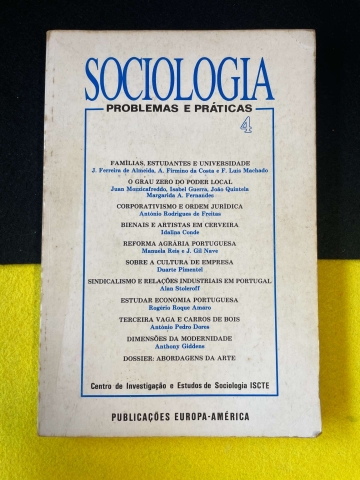 SOCIOLOGIA
PROBLEMAS E PRÁTICAS
4
FAMÍLIAS, ESTUDANTES E UNIVERSIDADE
J. Ferreira de Almeida, A. Firmino da Costa e F. Luís Machado
O GRAU ZERO DO PODER LOCAL
Juan Mozzicafreddo, Isabel Guerra, João Quintela
Margarida A. Fernandes
CORPORATIVISMO E ORDEM JURÍDICA
António Rodrigues de Freitas
BIENAIS E ARTISTAS EM CERVEIRA
Idalina Conde
REFORMA AGRÁRIA PORTUGUESA
Manuela Reis e J. Gil Nave
SOBRE A CULTURA DE EMPRESA
Duarte Pimentel
SINDICALISMO E RELAÇÕES INDUSTRIAIS EM PORTUGAL
Alan Stoleroff
ESTUDAR ECONOMIA PORTUGUESA
Rogério Roque Amaro
TERCEIRA VAGA E CARROS DE BOIS
António Pedro Dores
DIMENSÕES DA MODERNIDADE
Anthony Giddens
DOSSIER: ABORDAGENS DA ARTE
Centro de Investigação e Estudos de Sociologia ISCTE
PUBLICAÇÕES EUROPA-AMÉRICA